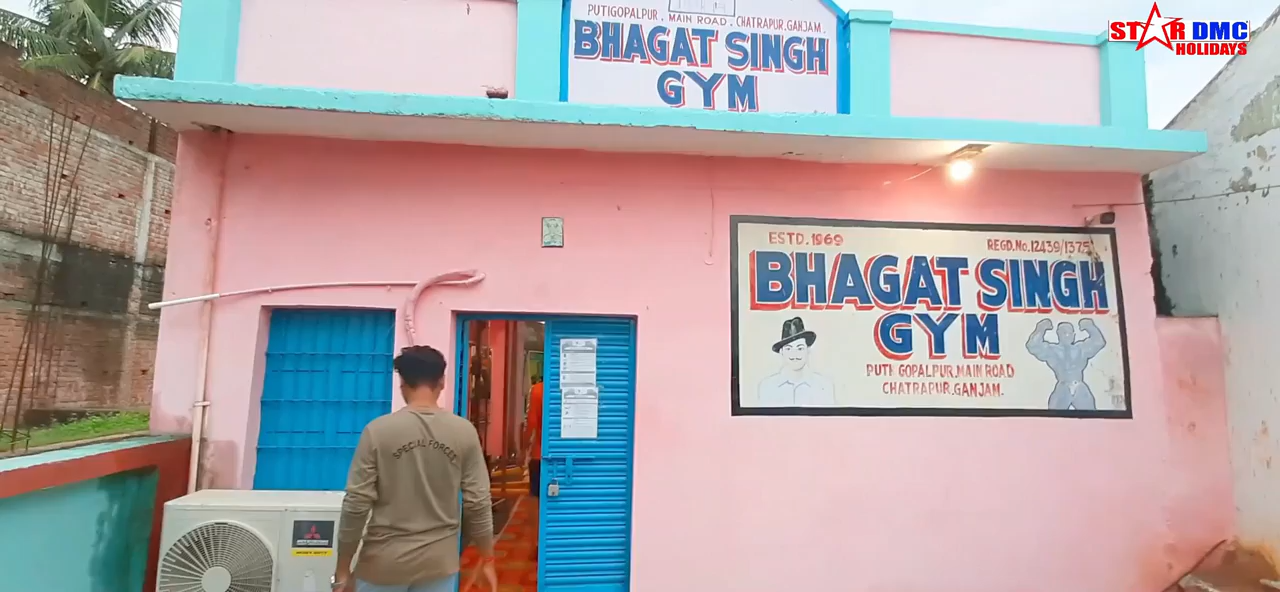 PUTIGOPALPUR, MAIN ROAD, CHATRAPUR, GANJAM.
BHAGAT SINGH
GYM
STAR DMC
HOLIDAYS
ESTD. 1969
REGD. No. 12439/1375
BHAGAT SINGH
GYM
PUTI GOPALPUR, MAIN ROAD
CHATRAPUR, GANJAM.
SPECIAL FORCES